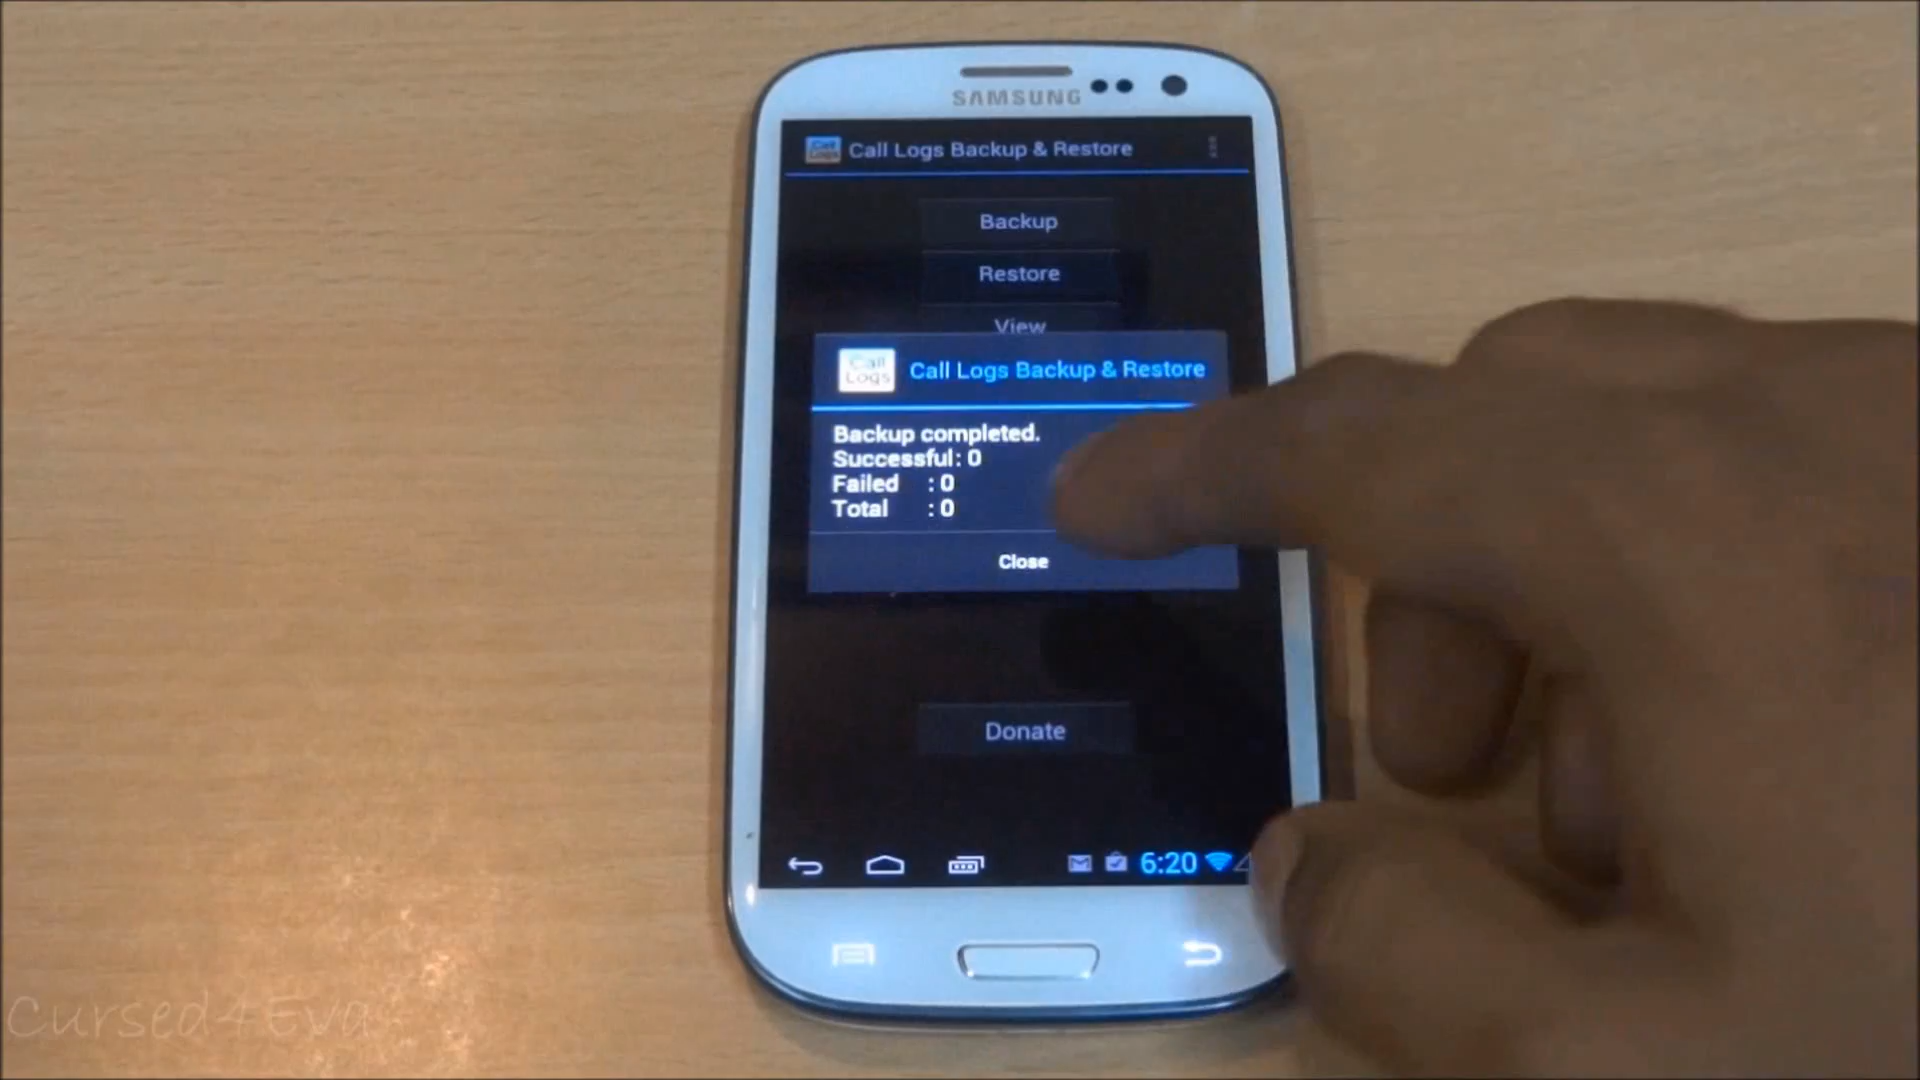 SAMSUNG
Call Logs Backup & Restore
Backup
Restore
View
Call Logs
Call Logs Backup & Restore
Backup completed.
Successful: 0
Failed : 0
Total : 0
Close
Donate
6:20
Cursed4Eva